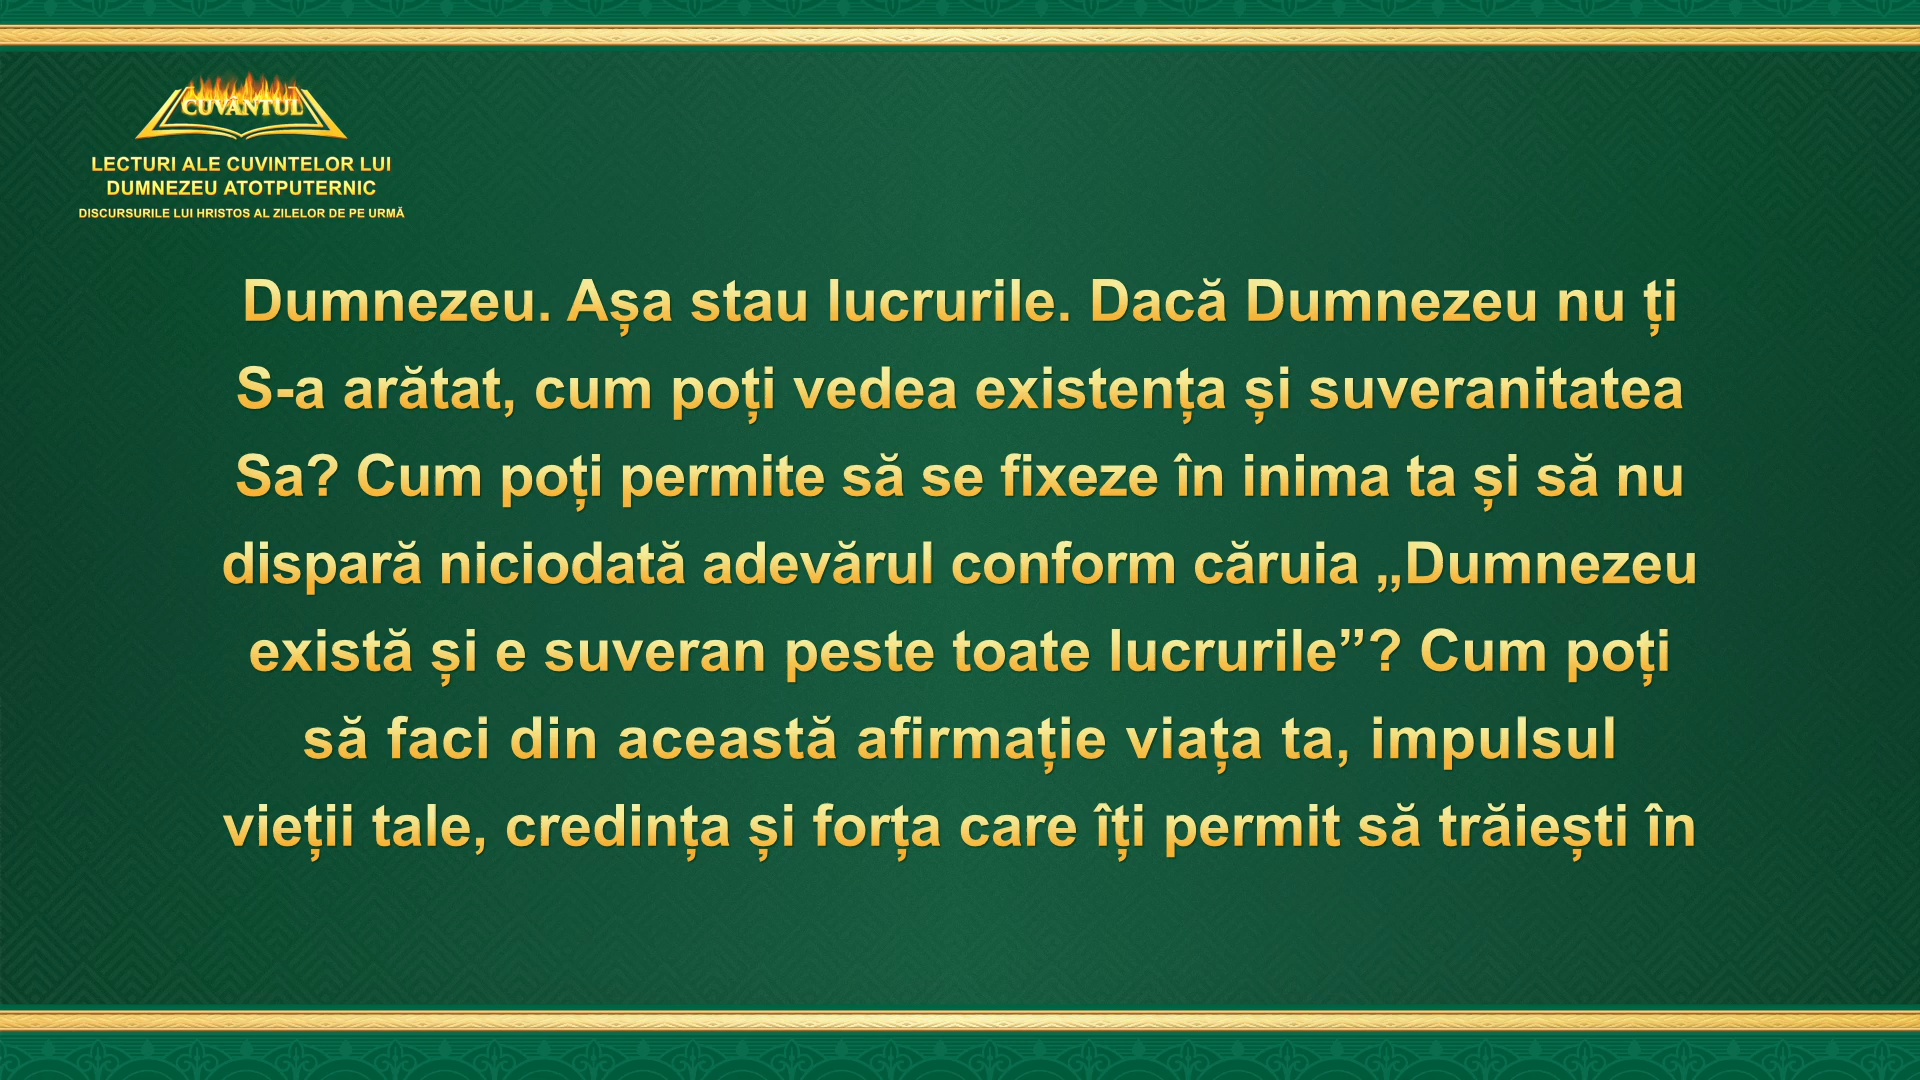 CUVÂNTUL
LECTURI ALE CUVINTELOR LUI
DUMNEZEU ATOTPUTERNIC
DISCURSURILE LUI HRISTOS AL ZILELOR DE PE URMĂ
Dumnezeu. Așa stau lucrurile. Dacă Dumnezeu nu ți
S-a arătat, cum poți vedea existența și suveranitatea
Sa? Cum poți permite să se fixeze în inima ta și să nu
dispară niciodată adevărul conform căruia „Dumnezeu
există și e suveran peste toate lucrurile”? Cum poți
să faci din această afirmație viața ta, impulsul
vieții tale, credința și forța care îți permit să trăiești în